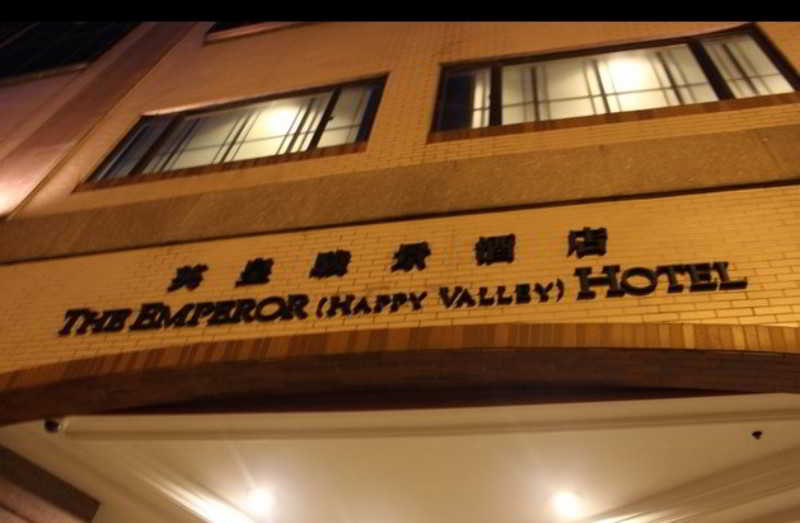 英皇駿景酒店
THE EMPEROR (HAPPY VALLEY) HOTEL